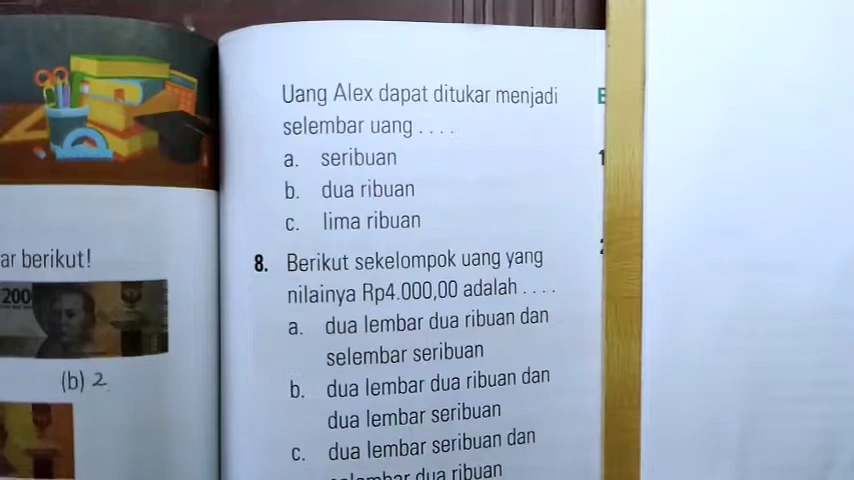 ar berikut!
200
(b) 2
Uang Alex dapat ditukar menjadi
selembar uang . . . .
a. seribuan
b. dua ribuan
c. lima ribuan
8. Berikut sekelompok uang yang
nilainya Rp4.000,00 adalah . . . .
a. dua lembar dua ribuan dan
selembar seribuan
b. dua lembar dua ribuan dan
dua lembar seribuan
c. dua lembar seribuan dan
selembar dua ribuan